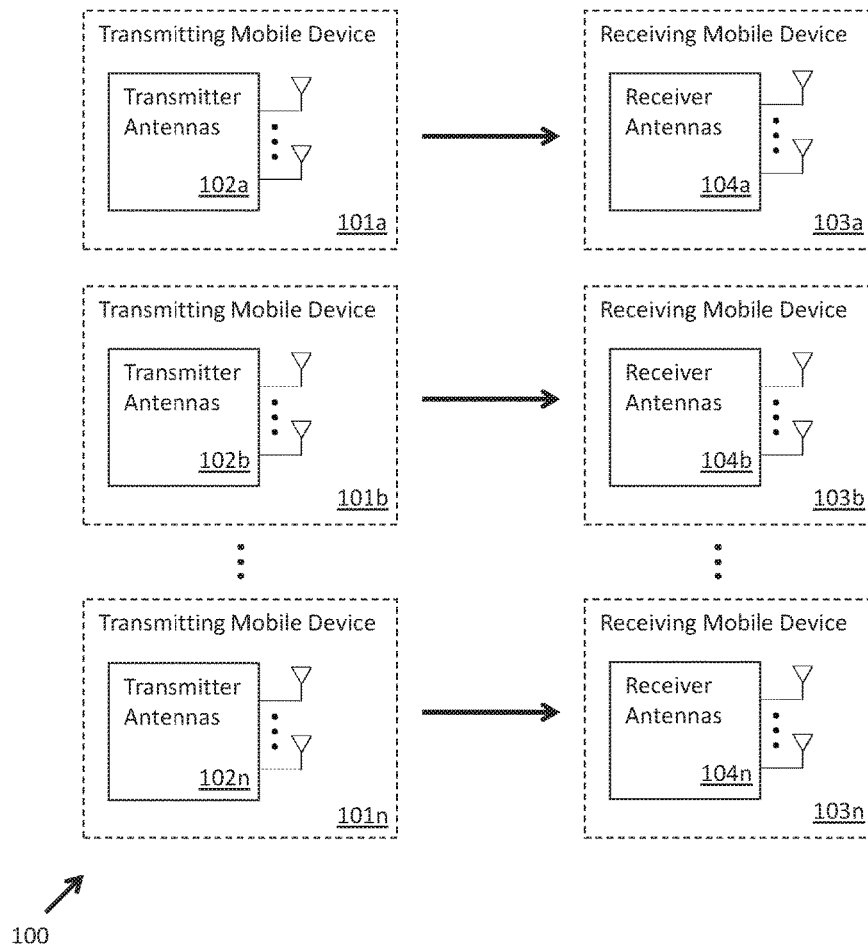 Transmitting Mobile Device
Receiving Mobile Device
Transmitter
Antennas
102a
101a
Receiver
Antennas
104a
103a
Transmitting Mobile Device
Receiving Mobile Device
Transmitter
Antennas
102b
101b
Receiver
Antennas
104b
103b
Transmitting Mobile Device
Receiving Mobile Device
Transmitter
Antennas
102n
101n
Receiver
Antennas
104n
103n
100